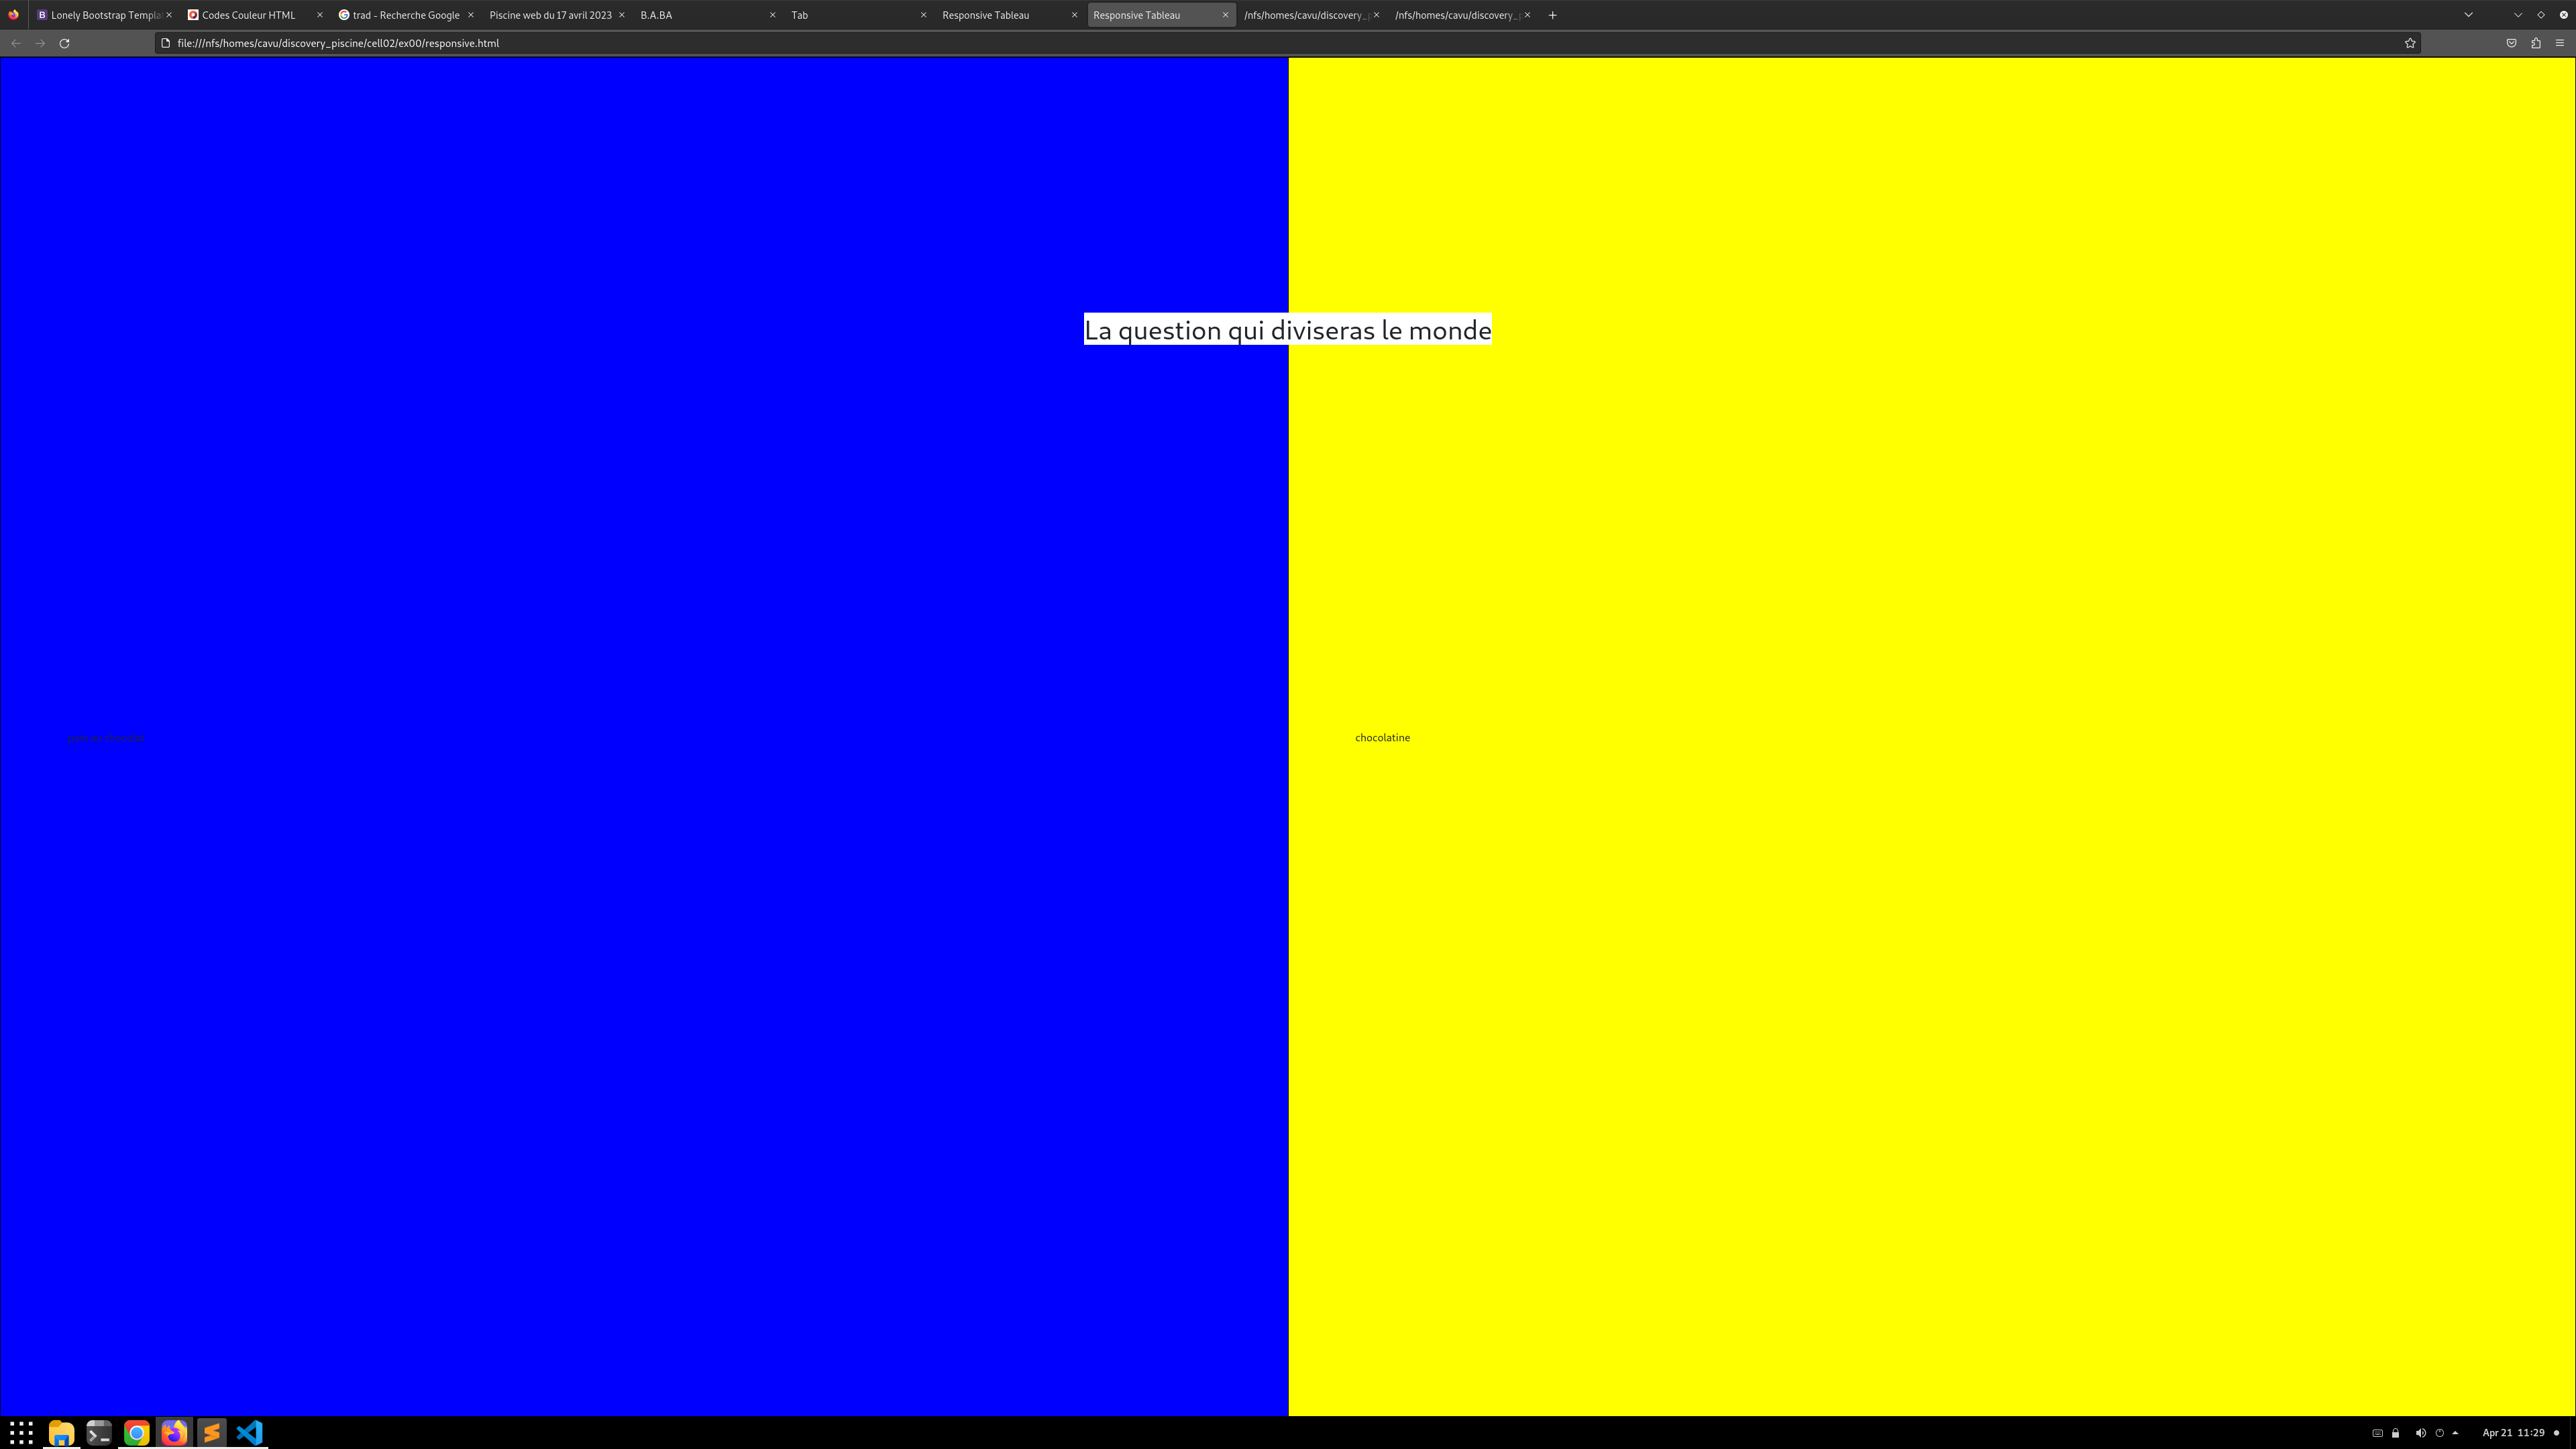 Lonely Bootstrap Templa
Codes Couleur HTML
trad - Recherche Google
Piscine web du 17 avril 2023
B.A.BA
Tab
Responsive Tableau
Responsive Tableau
/nfs/homes/cavu/discovery_p
/nfs/homes/cavu/discovery_p
file:///nfs/homes/cavu/discovery_piscine/cell02/ex00/responsive.html
La question qui diviseras le monde
pain au chocolat
chocolatine
Apr 21 11:29